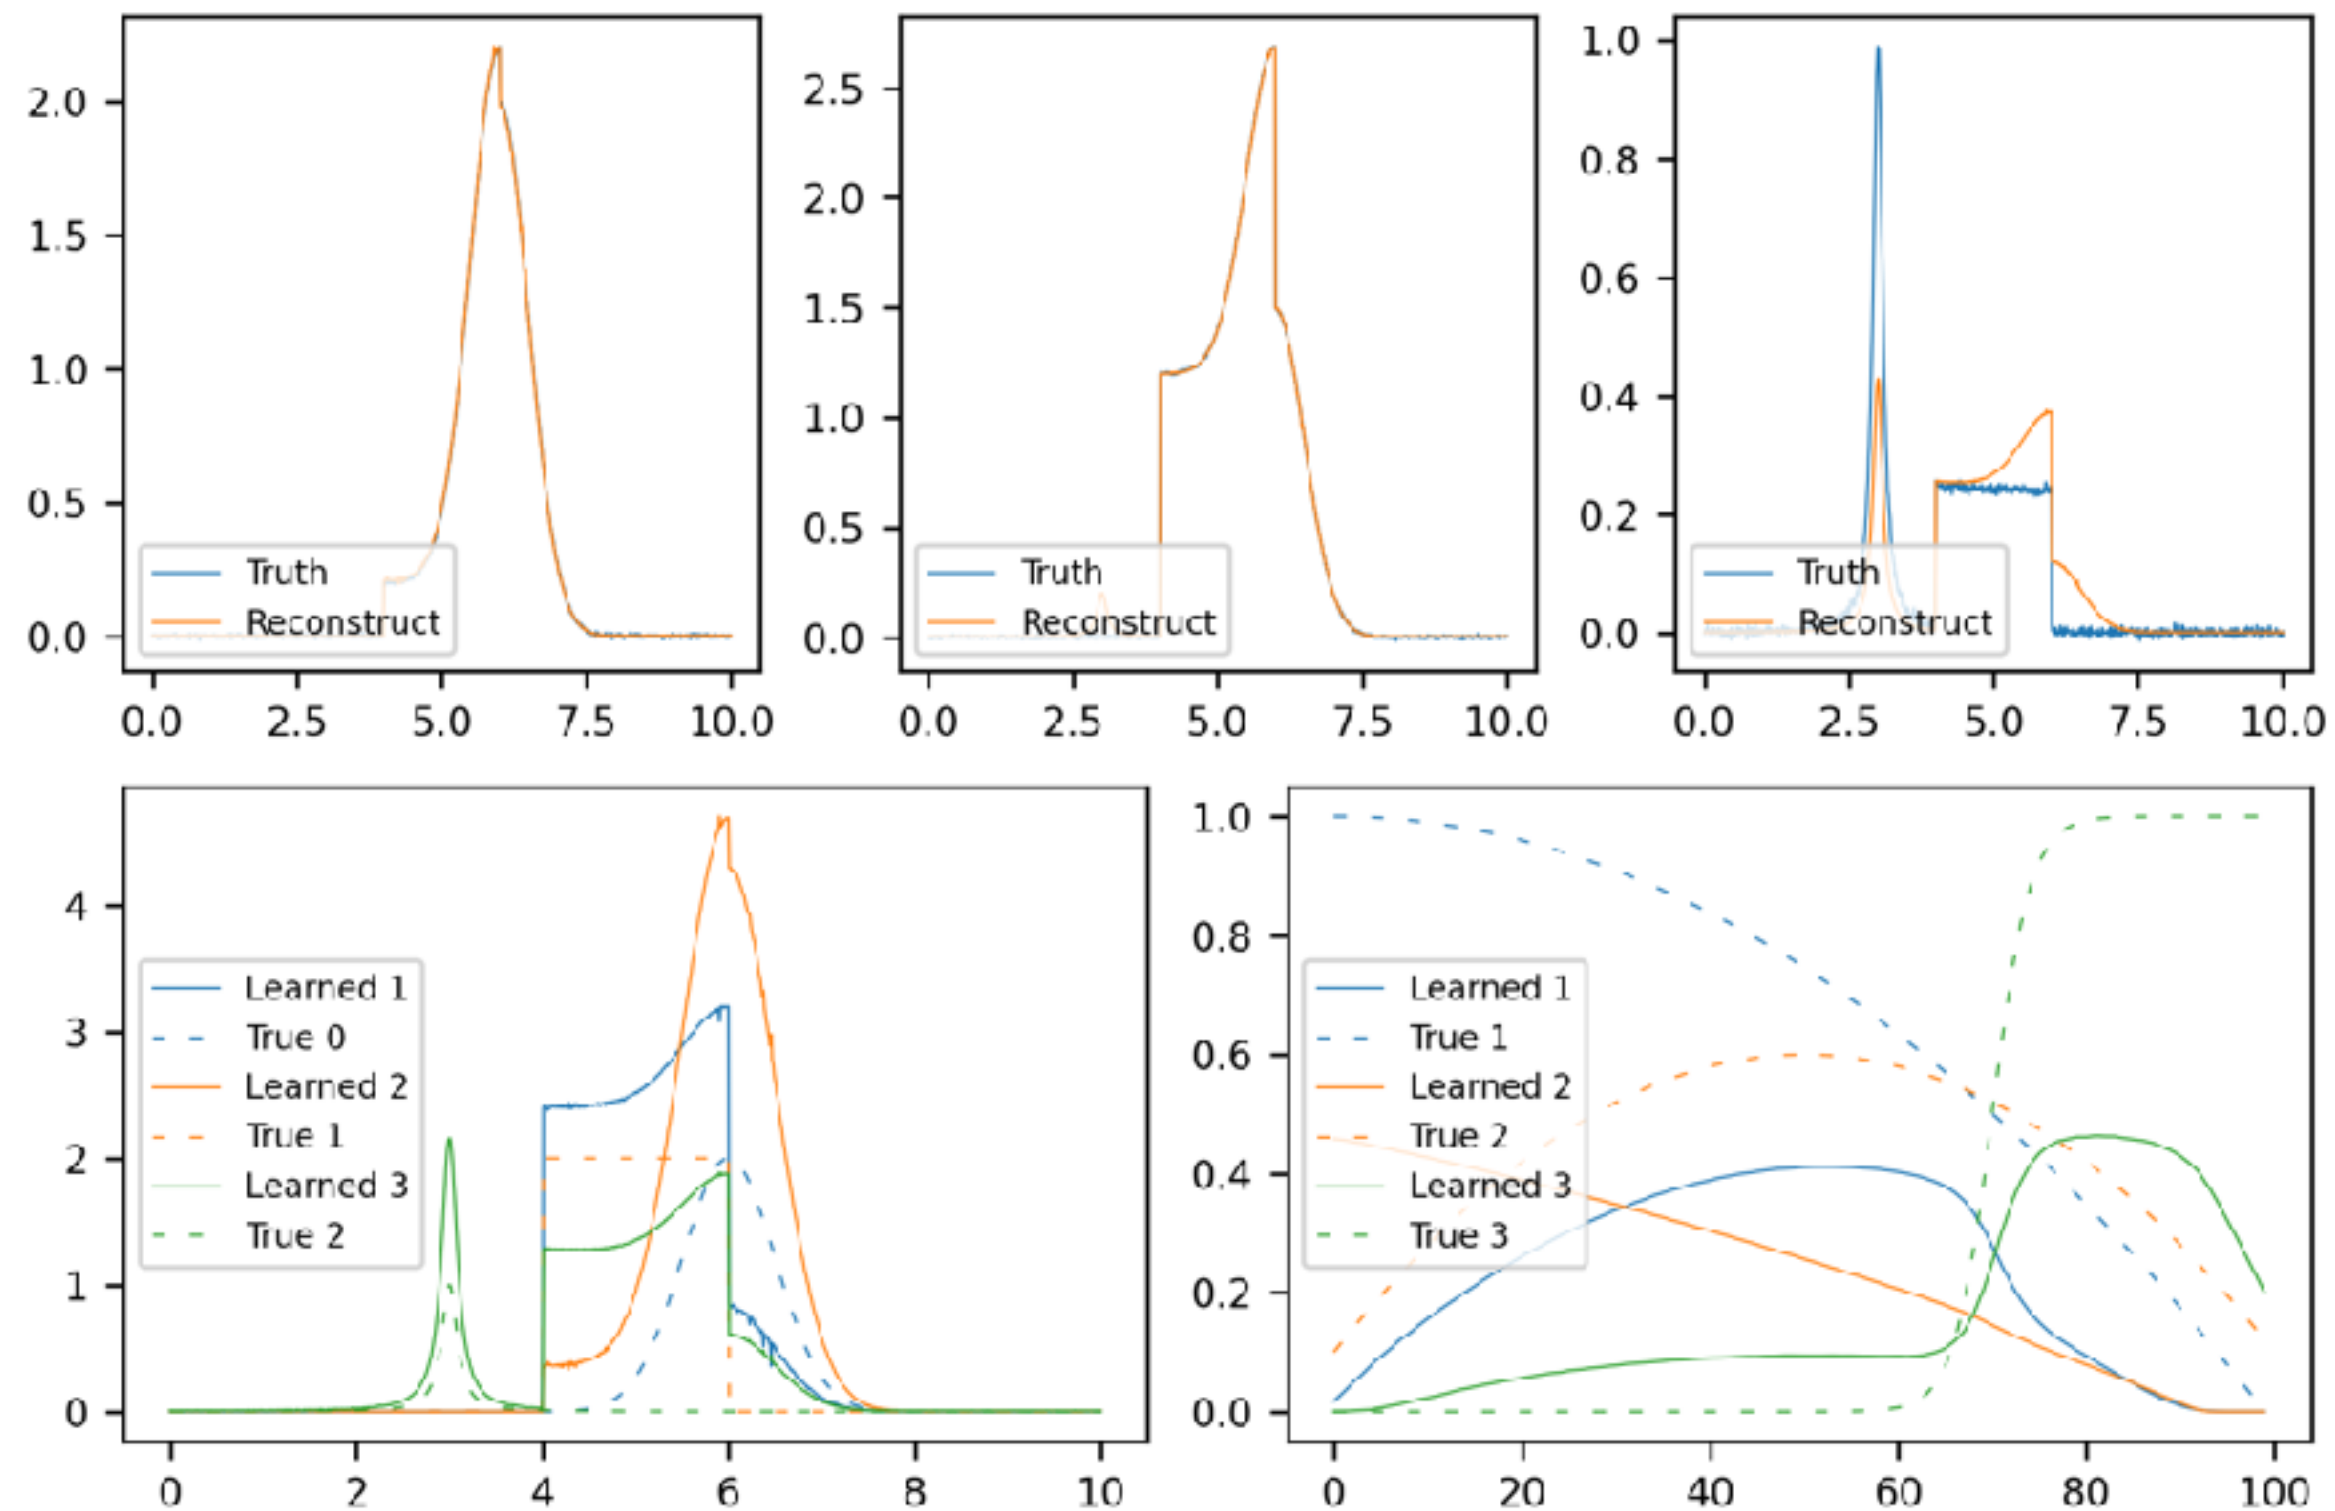 2.0
1.5
1.0
0.5
0.0
Truth
Reconstruct
0.0 2.5 5.0 7.5 10.0
2.5
2.0
1.5
1.0
0.5
0.0
Truth
Reconstruct
0.0 2.5 5.0 7.5 10.0
1.0
0.8
0.6
0.4
0.2
0.0
Truth
Reconstruct
0.0 2.5 5.0 7.5 10.0
4
3
2
1
0
Learned 1
True 0
Learned 2
True 1
Learned 3
True 2
0 2 4 6 8 10
1.0
0.8
0.6
0.4
0.2
0.0
Learned 1
True 1
Learned 2
True 2
Learned 3
True 3
0 20 40 60 80 100